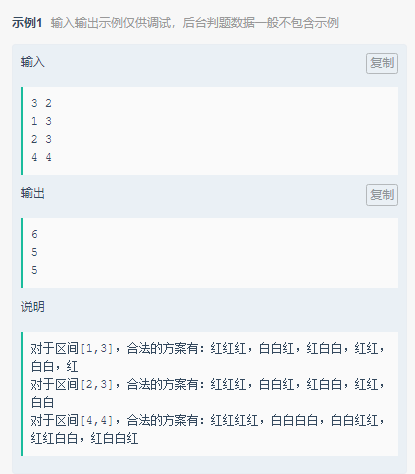 示例1 输入输出示例仅供调试，后台判题数据一般不包含示例
输入
复制
3 2
1 3
2 3
4 4
输出
复制
6
5
5
说明
对于区间[1,3]，合法的方案有：红红红，白白红，红白白，红红，
白白，红
对于区间[2,3]，合法的方案有：红红红，白白红，红白白，红红，
白白
对于区间[4,4]，合法的方案有：红红红红，白白白白，白白红红，
红红白白，红白白红